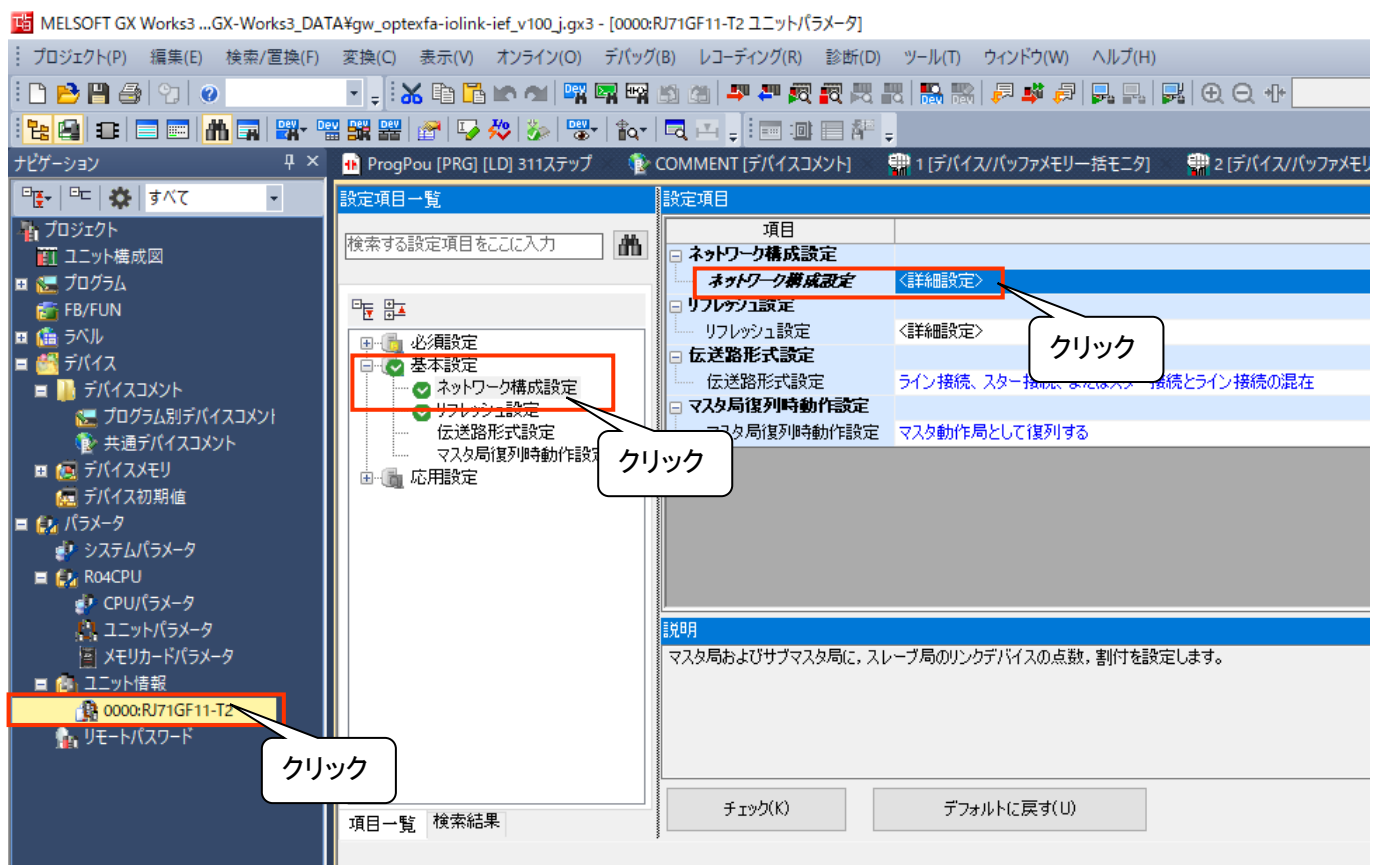 MELSOFT GX Works3 ...GX-Works3_DATA¥gw_optexfa-iolink-ief_v100_j.gx3 - [0000:RJ71GF11-T2 ユニットパラメータ]
プロジェクト(P) 編集(E) 検索/置換(F) 変換(C) 表示(V) オンライン(O) デバッグ(B) レコーディング(R) 診断(D) ツール(T) ウィンドウ(W) ヘルプ(H)
ナビゲーション
ProgPou [PRG] [LD] 311ステップ COMMENT [デバイスコメント] 1 [デバイス/バッファメモリ一括モニタ] 2 [デバイス/バッファメモリ
すべて
プロジェクト
ユニット構成図
プログラム
FB/FUN
ラベル
デバイス
デバイスコメント
プログラム別デバイスコメント
共通デバイスコメント
デバイスメモリ
デバイス初期値
パラメータ
システムパラメータ
R04CPU
CPUパラメータ
ユニットパラメータ
メモリカードパラメータ
ユニット情報
0000:RJ71GF11-T2
リモートパスワード
クリック
設定項目一覧
検索する設定項目をここに入力
必須設定
基本設定
ネットワーク構成設定
リフレッシュ設定
伝送路形式設定
マスタ局復列時動作設定
応用設定
クリック
項目一覧 検索結果
設定項目
項目
ネットワーク構成設定
ネットワーク構成設定 <詳細設定>
リフレッシュ設定
リフレッシュ設定 <詳細設定>
クリック
伝送路形式設定
伝送路形式設定 ライン接続、スター接続、またはスター接続とライン接続の混在
マスタ局復列時動作設定
マスタ局復列時動作設定 マスタ動作局として復列する
説明
マスタ局およびサブマスタ局に，スレーブ局のリンクデバイスの点数，割付を設定します。
チェック(K) デフォルトに戻す(U)